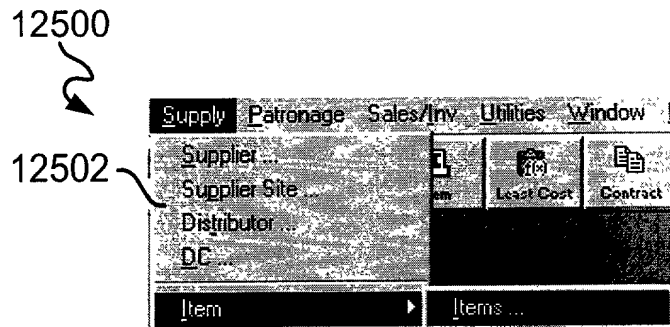 12500
Supply Patronage Sales/Inv Utilities Window
12502
Supplier ...
Supplier Site ...
Distributor ...
DC ...
Least Cost
Contract
Item
Items ...